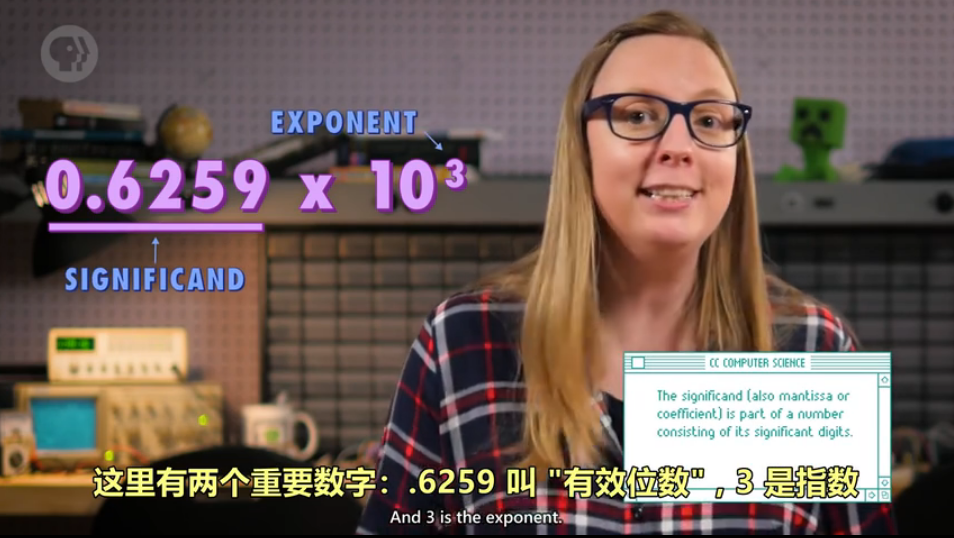 EXPONENT
0.6259 x 10³
SIGNIFICAND
CC COMPUTER SCIENCE
The significand (also mantissa or
coefficient) is part of a number
consisting of its significant digits.
这里有两个重要数字：.6259 叫 "有效位数"，3 是指数
And 3 is the exponent.